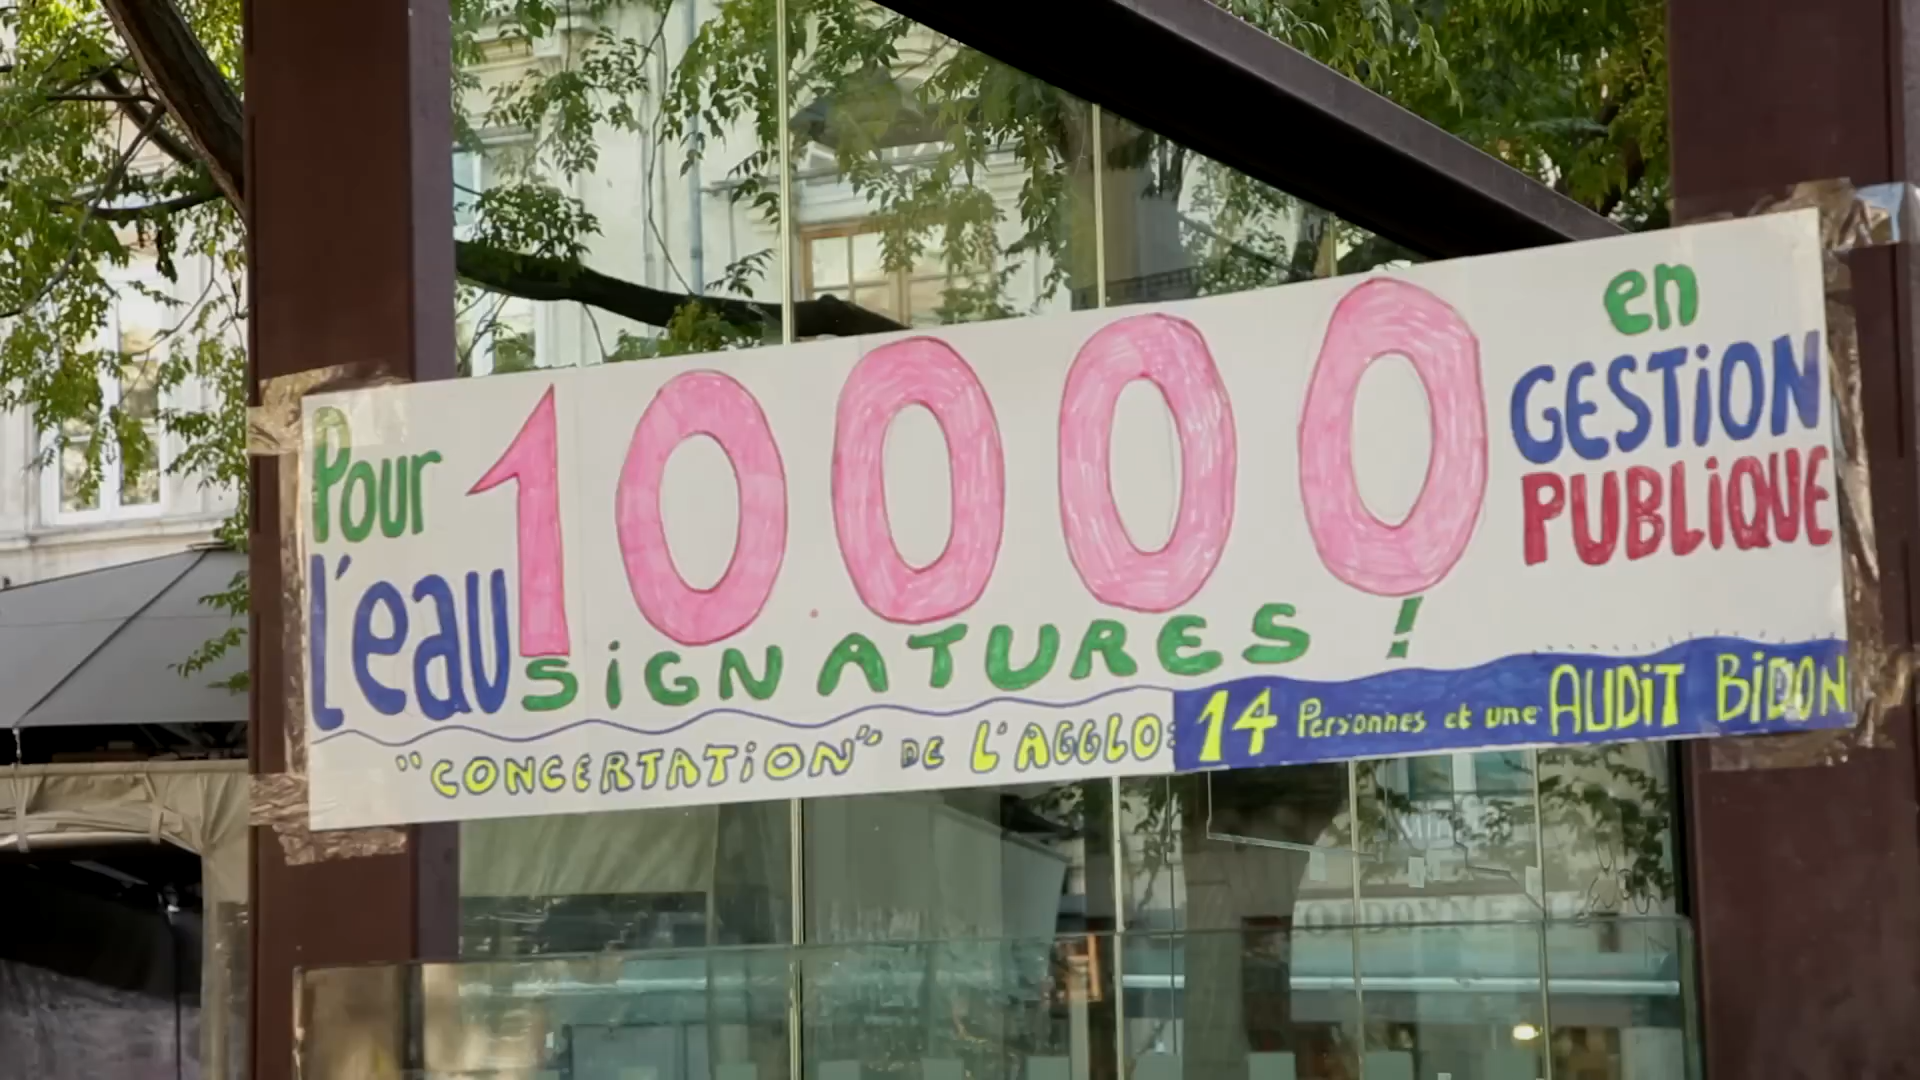 Pour
l'eau
10000
SiGNATURES !
en
GESTiON
PUBLiQUE
"CONCERTATiON" DE L'AGGLO:
14 Personnes et une AUDiT BiDON